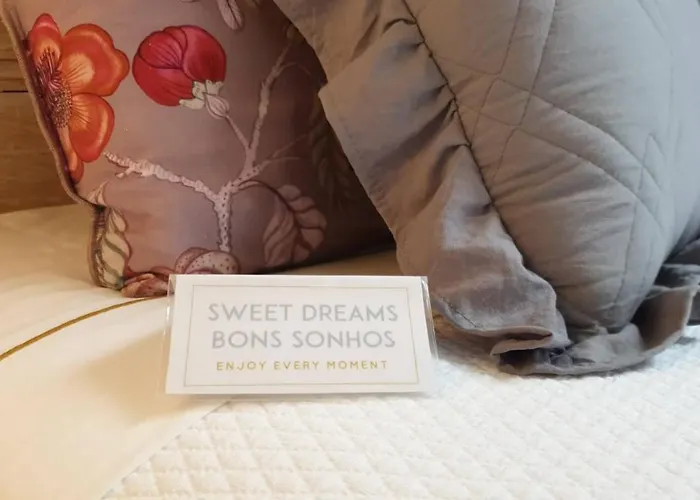 SWEET DREAMS
BONS SONHOS
ENJOY EVERY MOMENT